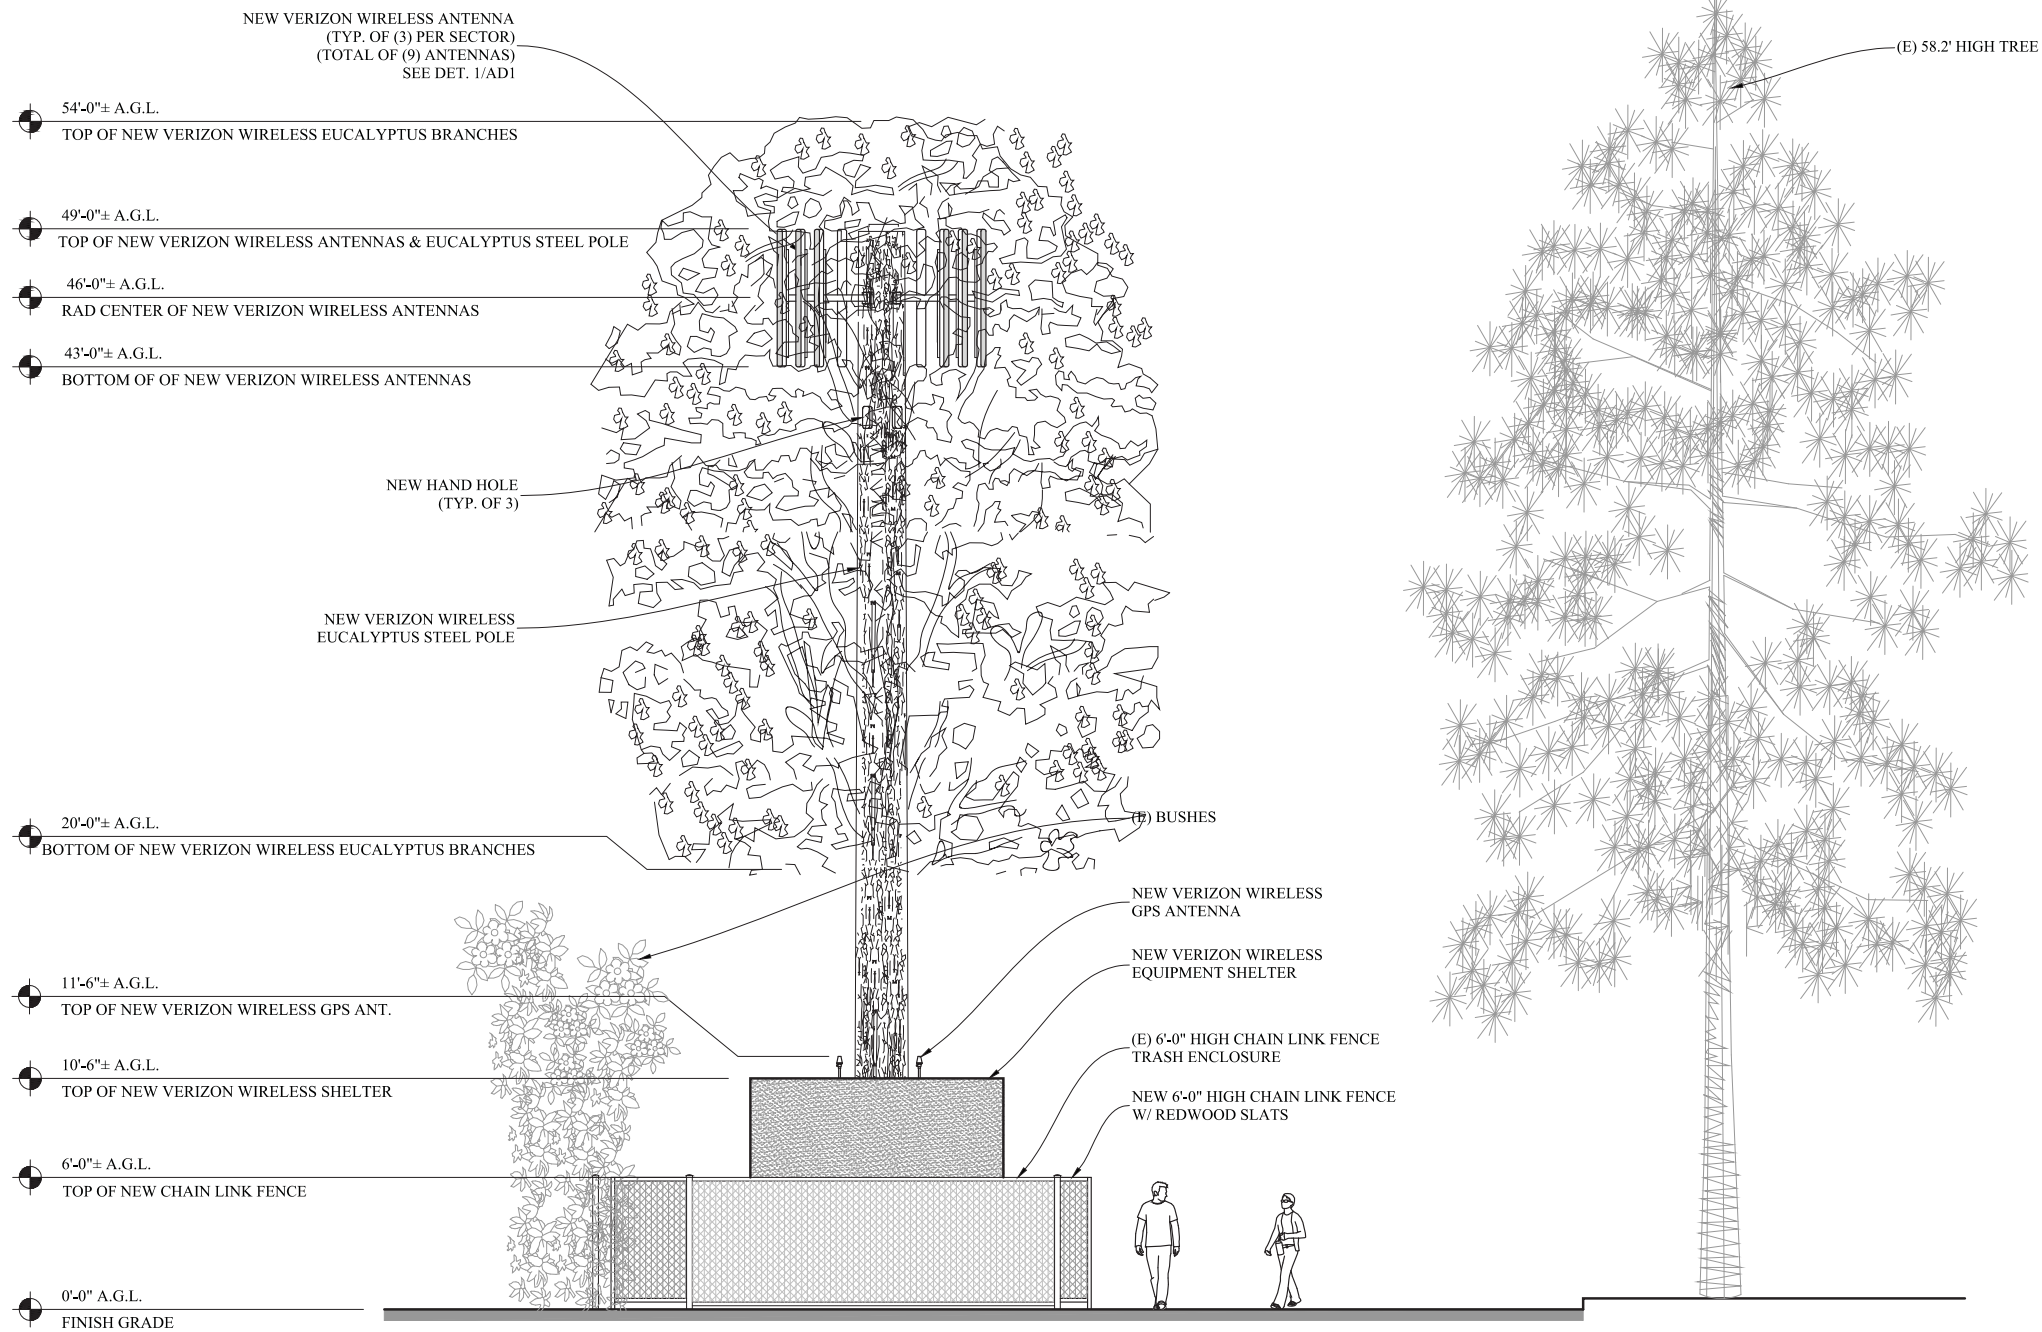 NEW VERIZON WIRELESS ANTENNA
(TYP. OF (3) PER SECTOR)
(TOTAL OF (9) ANTENNAS)
SEE DET. 1/AD1
(E) 58.2' HIGH TREE
54'-0"± A.G.L.
TOP OF NEW VERIZON WIRELESS EUCALYPTUS BRANCHES
49'-0"± A.G.L.
TOP OF NEW VERIZON WIRELESS ANTENNAS & EUCALYPTUS STEEL POLE
46'-0"± A.G.L.
RAD CENTER OF NEW VERIZON WIRELESS ANTENNAS
43'-0"± A.G.L.
BOTTOM OF OF NEW VERIZON WIRELESS ANTENNAS
NEW HAND HOLE
(TYP. OF 3)
NEW VERIZON WIRELESS
EUCALYPTUS STEEL POLE
20'-0"± A.G.L.
BOTTOM OF NEW VERIZON WIRELESS EUCALYPTUS BRANCHES
(E) BUSHES
NEW VERIZON WIRELESS
GPS ANTENNA
NEW VERIZON WIRELESS
EQUIPMENT SHELTER
11'-6"± A.G.L.
TOP OF NEW VERIZON WIRELESS GPS ANT.
(E) 6'-0" HIGH CHAIN LINK FENCE
TRASH ENCLOSURE
10'-6"± A.G.L.
TOP OF NEW VERIZON WIRELESS SHELTER
NEW 6'-0" HIGH CHAIN LINK FENCE
W/ REDWOOD SLATS
6'-0"± A.G.L.
TOP OF NEW CHAIN LINK FENCE
0'-0" A.G.L.
FINISH GRADE